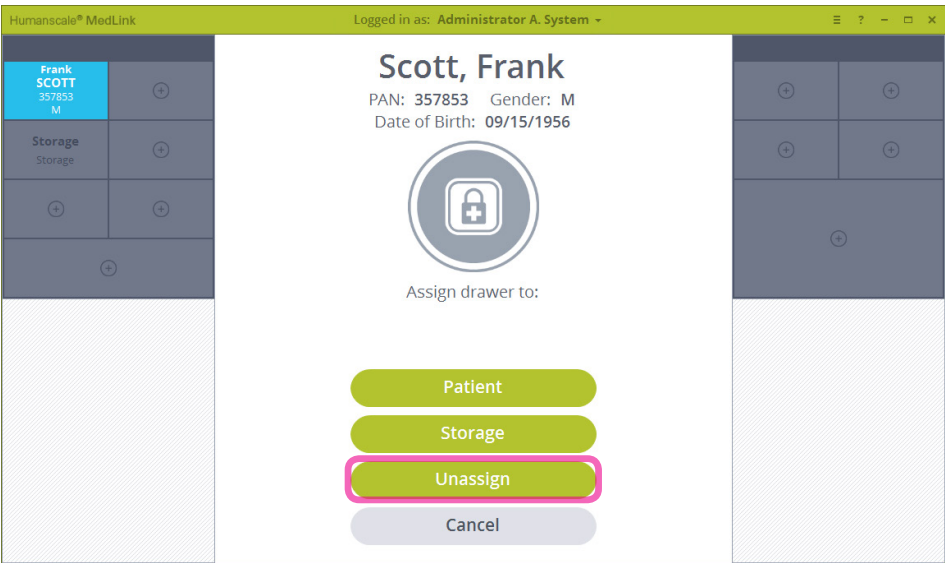 Humanscale® MedLink
Logged in as: Administrator A. System
? 
Frank
SCOTT
357853
M
Storage
Storage
Scott, Frank
PAN: 357853 Gender: M
Date of Birth: 09/15/1956
Assign drawer to:
Patient
Storage
Unassign
Cancel